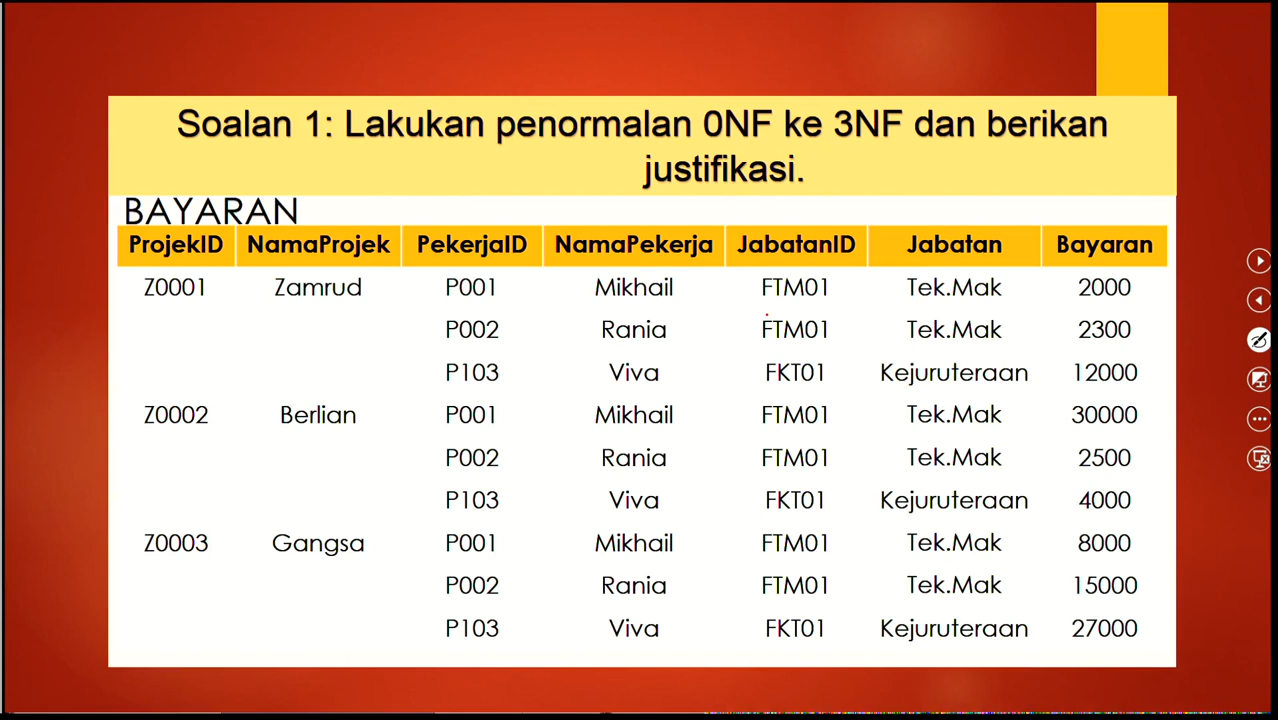 Soalan 1: Lakukan penormalan 0NF ke 3NF dan berikan
justifikasi.
BAYARAN
ProjekID NamaProjek PekerjaID NamaPekerja JabatanID Jabatan Bayaran
Z0001 Zamrud P001 Mikhail FTM01 Tek.Mak 2000
P002 Rania FTM01 Tek.Mak 2300
P103 Viva FKT01 Kejuruteraan 12000
Z0002 Berlian P001 Mikhail FTM01 Tek.Mak 30000
P002 Rania FTM01 Tek.Mak 2500
P103 Viva FKT01 Kejuruteraan 4000
Z0003 Gangsa P001 Mikhail FTM01 Tek.Mak 8000
P002 Rania FTM01 Tek.Mak 15000
P103 Viva FKT01 Kejuruteraan 27000